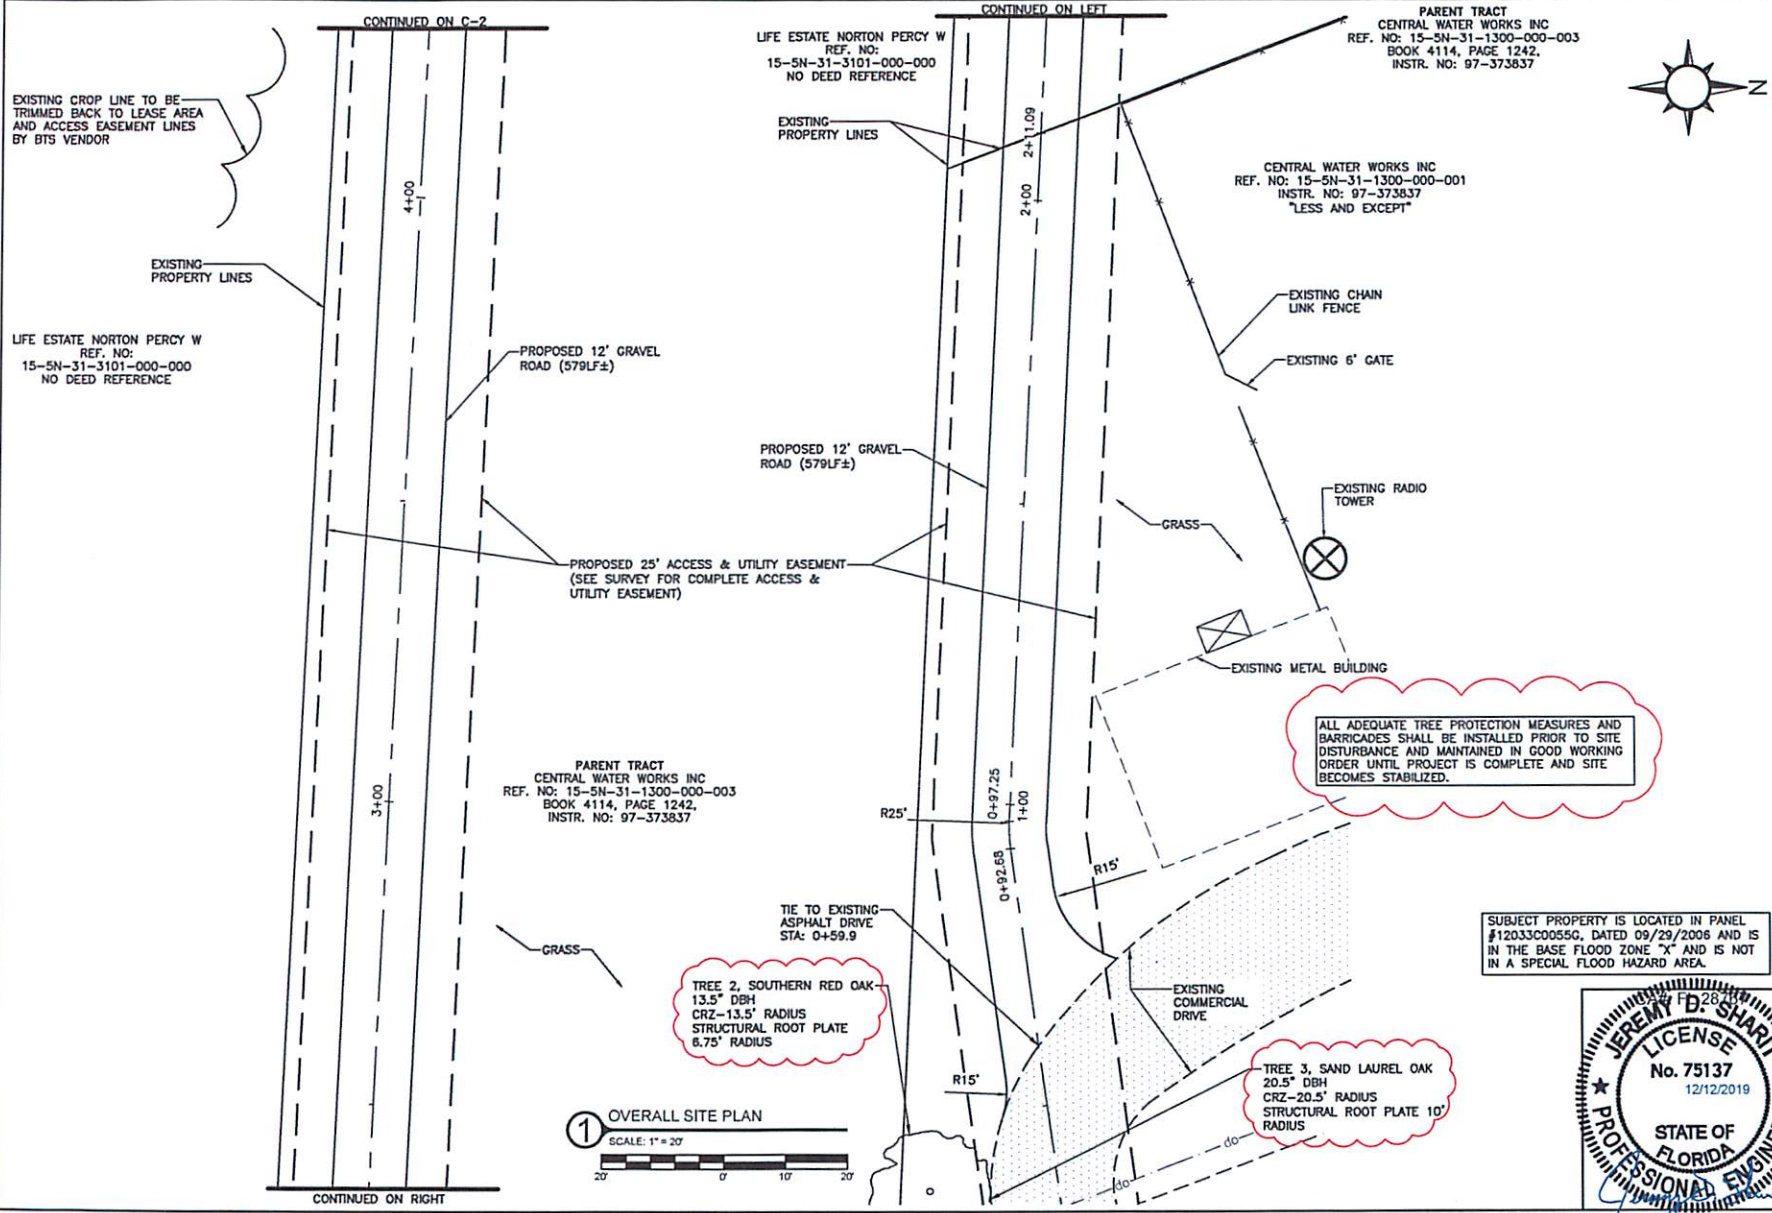 CONTINUED ON C-2
EXISTING CROP LINE TO BE
TRIMMED BACK TO LEASE AREA
AND ACCESS EASEMENT LINES
BY BTS VENDOR
4+00
EXISTING
PROPERTY LINES
LIFE ESTATE NORTON PERCY W
REF. NO:
15-5N-31-3101-000-000
NO DEED REFERENCE
PROPOSED 12' GRAVEL
ROAD (579LF±)
PROPOSED 25' ACCESS & UTILITY EASEMENT
(SEE SURVEY FOR COMPLETE ACCESS &
UTILITY EASEMENT)
3+00
PARENT TRACT
CENTRAL WATER WORKS INC
REF. NO: 15-5N-31-1300-000-003
BOOK 4114, PAGE 1242,
INSTR. NO: 97-373837
GRASS
CONTINUED ON RIGHT
CONTINUED ON LEFT
LIFE ESTATE NORTON PERCY W
REF. NO:
15-5N-31-3101-000-000
NO DEED REFERENCE
PARENT TRACT
CENTRAL WATER WORKS INC
REF. NO: 15-5N-31-1300-000-003
BOOK 4114, PAGE 1242,
INSTR. NO: 97-373837
N
EXISTING
PROPERTY LINES
2+11.09
2+00
CENTRAL WATER WORKS INC
REF. NO: 15-5N-31-1300-000-001
INSTR. NO: 97-373837
"LESS AND EXCEPT"
EXISTING CHAIN
LINK FENCE
EXISTING 6' GATE
PROPOSED 12' GRAVEL
ROAD (579LF±)
EXISTING RADIO
TOWER
GRASS
EXISTING METAL BUILDING
ALL ADEQUATE TREE PROTECTION MEASURES AND
BARRICADES SHALL BE INSTALLED PRIOR TO SITE
DISTURBANCE AND MAINTAINED IN GOOD WORKING
ORDER UNTIL PROJECT IS COMPLETE AND SITE
BECOMES STABILIZED.
0+97.25
1+00
R25'
0+92.68
R15'
TIE TO EXISTING
ASPHALT DRIVE
STA: 0+59.9
SUBJECT PROPERTY IS LOCATED IN PANEL
#12033C0055G, DATED 09/29/2006 AND IS
IN THE BASE FLOOD ZONE "X" AND IS NOT
IN A SPECIAL FLOOD HAZARD AREA.
TREE 2, SOUTHERN RED OAK
13.5" DBH
CRZ-13.5' RADIUS
STRUCTURAL ROOT PLATE
6.75' RADIUS
EXISTING
COMMERCIAL
DRIVE
R15'
TREE 3, SAND LAUREL OAK
20.5" DBH
CRZ-20.5' RADIUS
STRUCTURAL ROOT PLATE 10'
RADIUS
do
do
1
OVERALL SITE PLAN
SCALE: 1" = 20'
20' 0' 10' 20'
JEREMY D.
LICENSE
No. 75137
12/12/2019
STATE OF
FLORIDA
PROFESSIONAL